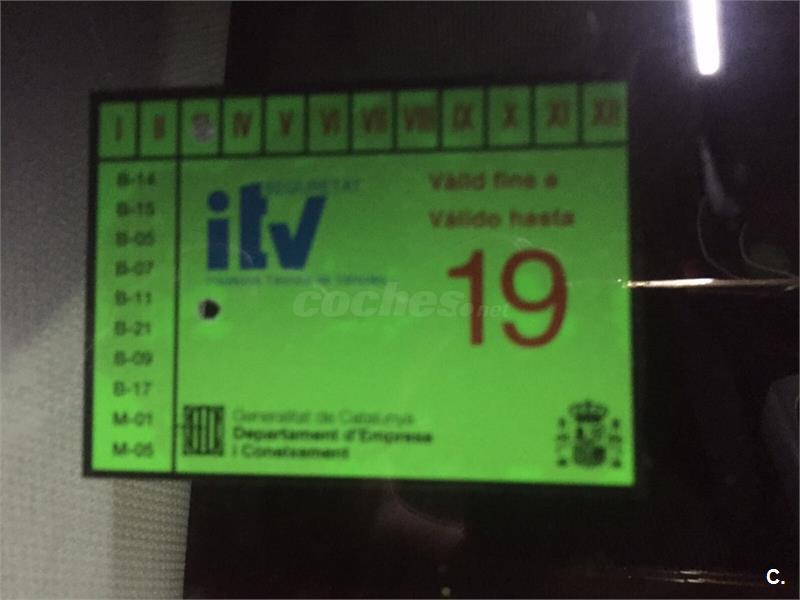 I II IV V VI VII VIII IX X XI XII
B-14
B-15
B-05
B-07
B-11
B-21
B-09
B-17
M-01
M-05
SEGURETAT
itv
Vàlid fins a
Válido hasta
19
coches.net
Generalitat de Catalunya
Departament d'Empresa
i Coneixement
C.